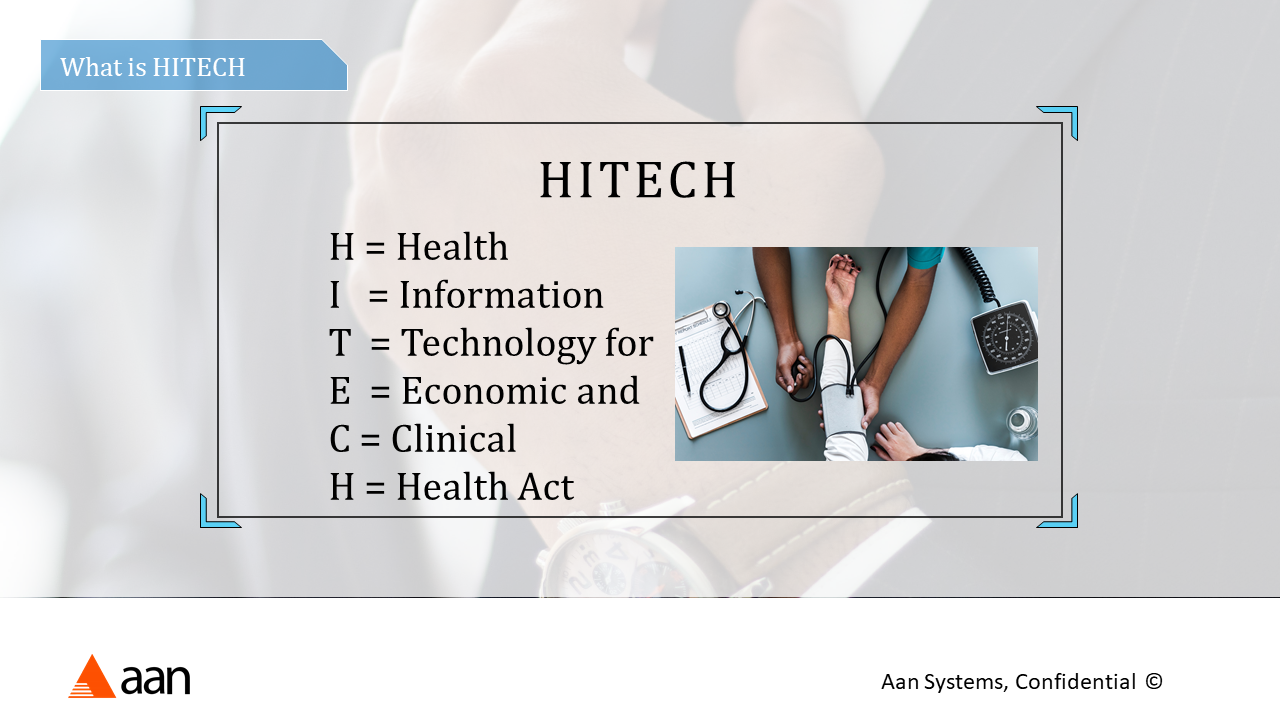 What is HITECH
HITECH
H = Health
I = Information
T = Technology for
E = Economic and
C = Clinical
H = Health Act
aan
Aan Systems, Confidential ©